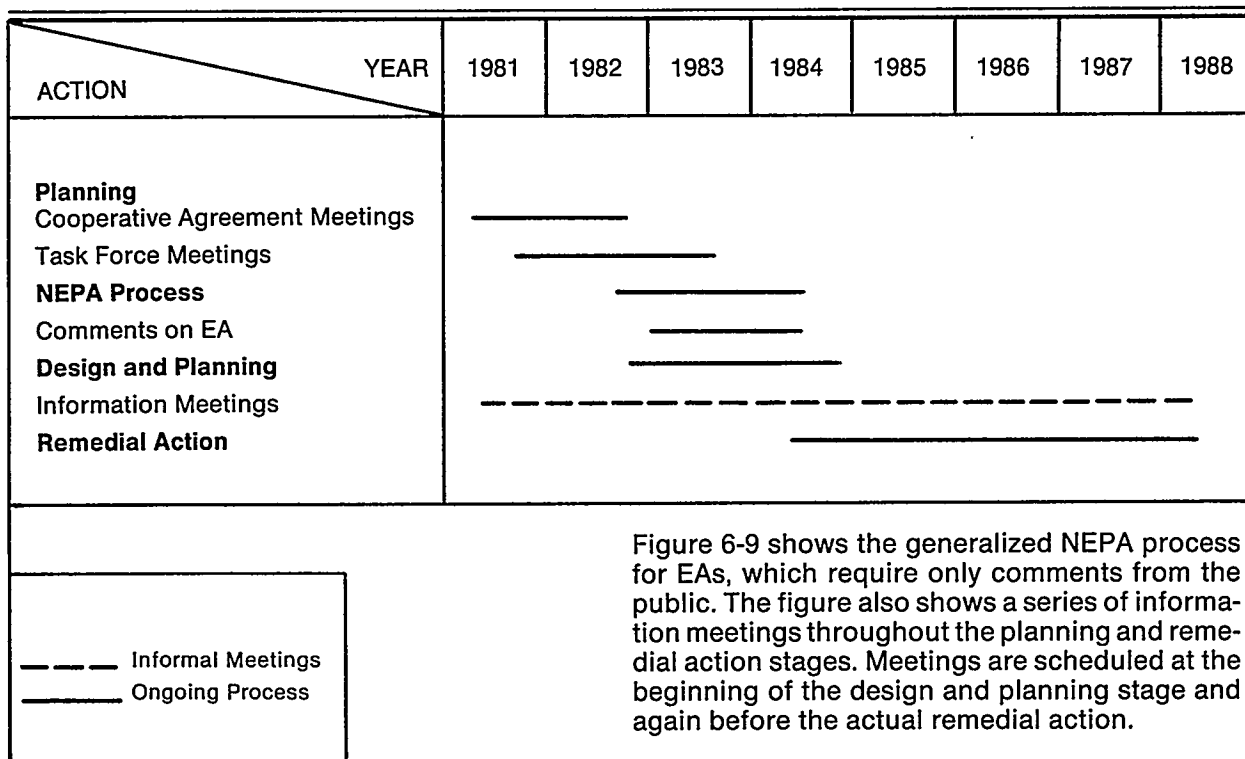 YEAR 1981 1982 1983 1984 1985 1986 1987 1988
ACTION
Planning
Cooperative Agreement Meetings
Task Force Meetings
NEPA Process
Comments on EA
Design and Planning
Information Meetings
Remedial Action
Figure 6-9 shows the generalized NEPA process
for EAs, which require only comments from the
public. The figure also shows a series of informa-
tion meetings throughout the planning and reme-
dial action stages. Meetings are scheduled at the
beginning of the design and planning stage and
again before the actual remedial action.
Informal Meetings
Ongoing Process